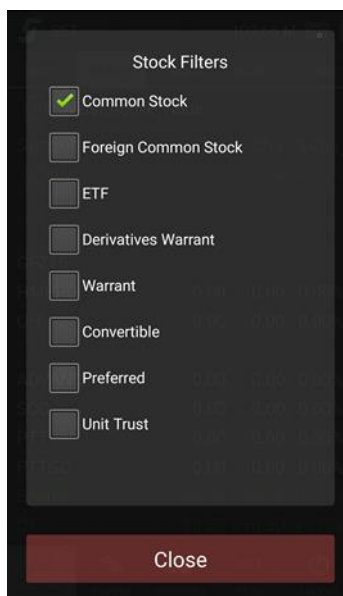 Stock Filters
Common Stock
Foreign Common Stock
ETF
Derivatives Warrant
Warrant
Convertible
Preferred
Unit Trust
Close